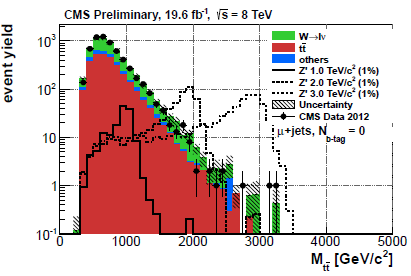 CMS Preliminary, 19.6 fb⁻¹, √s = 8 TeV
event yield
10³
10²
10
1
10⁻¹
W→lν
tt̄
others
Z' 1.0 TeV/c² (1%)
Z' 2.0 TeV/c² (1%)
Z' 3.0 TeV/c² (1%)
Uncertainty
CMS Data 2012
μ+jets, N_b-tag = 0
0 1000 2000 3000 4000 5000
M_tt̄ [GeV/c²]